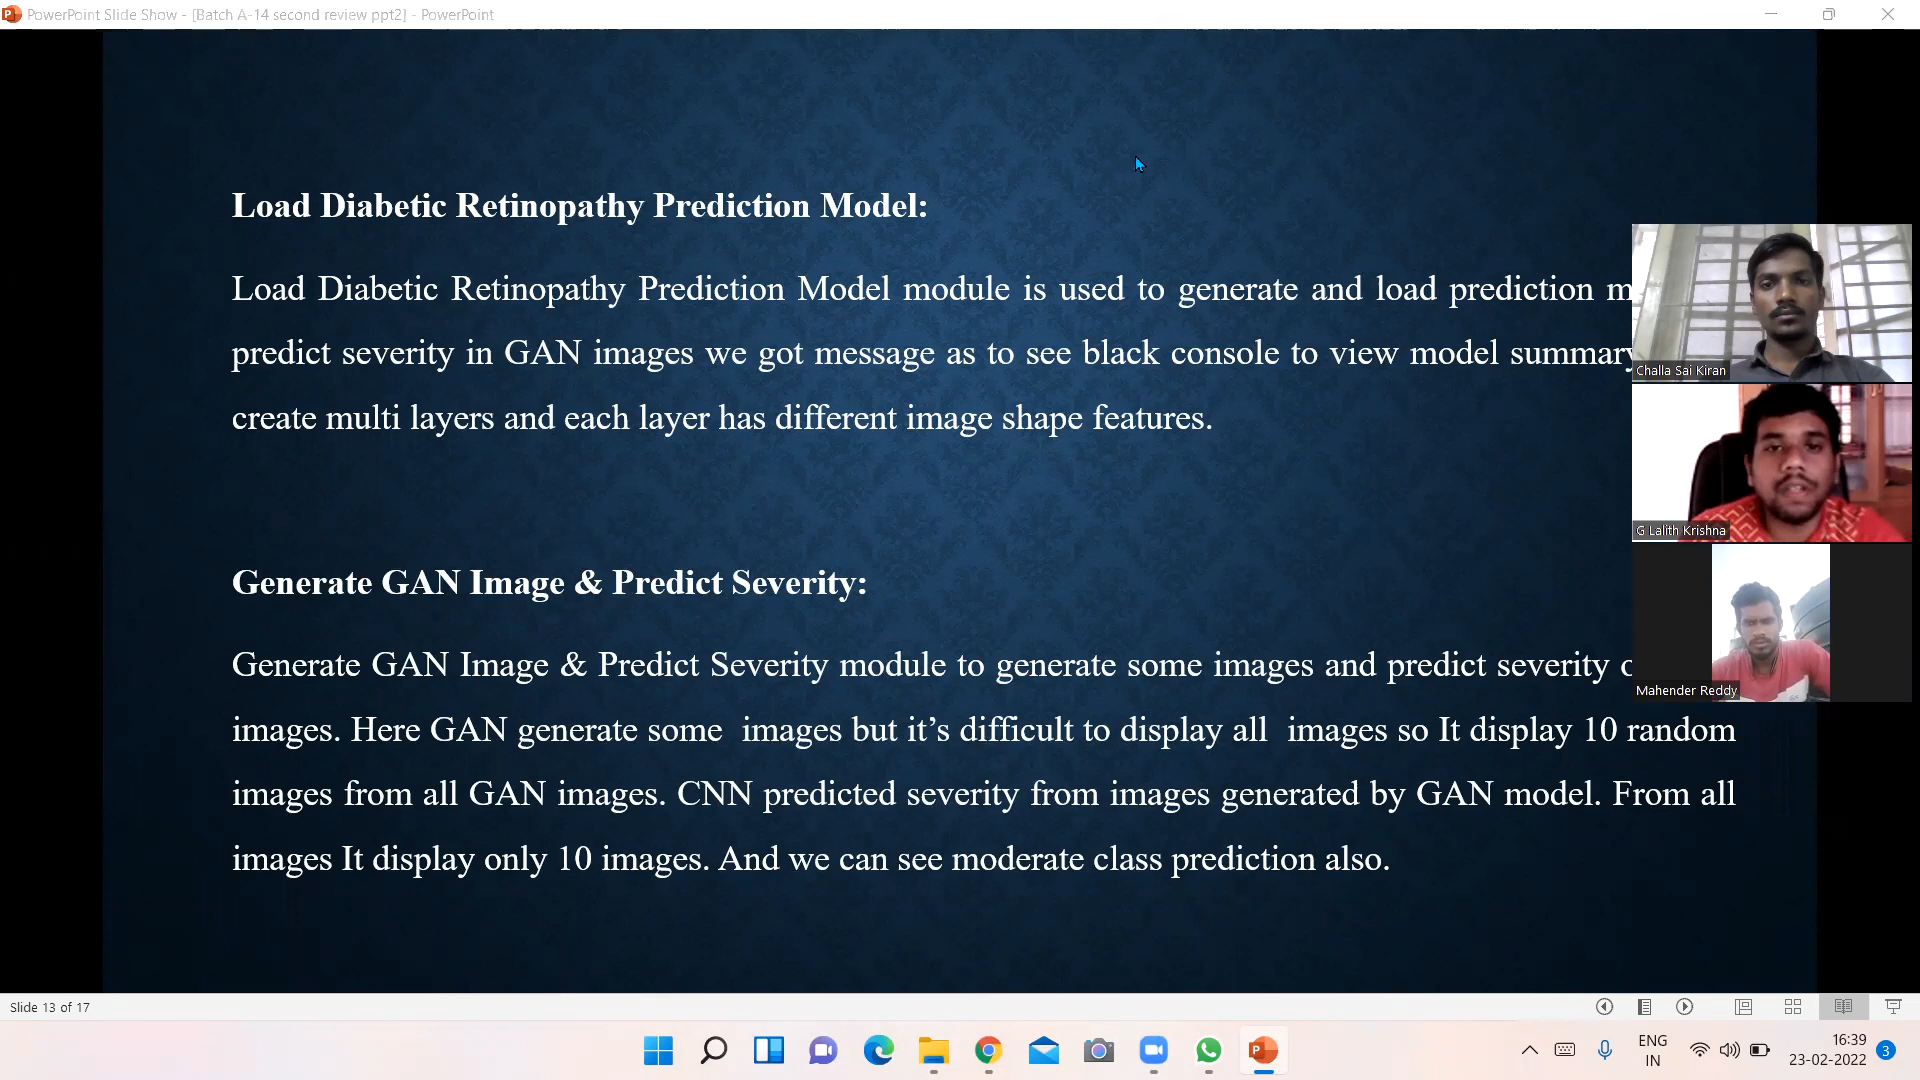 PowerPoint Slide Show - [Batch A-14 second review ppt2] - PowerPoint
Load Diabetic Retinopathy Prediction Model:
Load Diabetic Retinopathy Prediction Model module is used to generate and load prediction
predict severity in GAN images we got message as to see black console to view model summary
create multi layers and each layer has different image shape features.
Challa Sai Kiran
G Lalith Krishna
Generate GAN Image & Predict Severity:
Generate GAN Image & Predict Severity module to generate some images and predict severity
Mahender Reddy
images. Here GAN generate some images but it’s difficult to display all images so It display 10 random
images from all GAN images. CNN predicted severity from images generated by GAN model. From all
images It display only 10 images. And we can see moderate class prediction also.
Slide 13 of 17
ENG
IN
16:39
23-02-2022
3